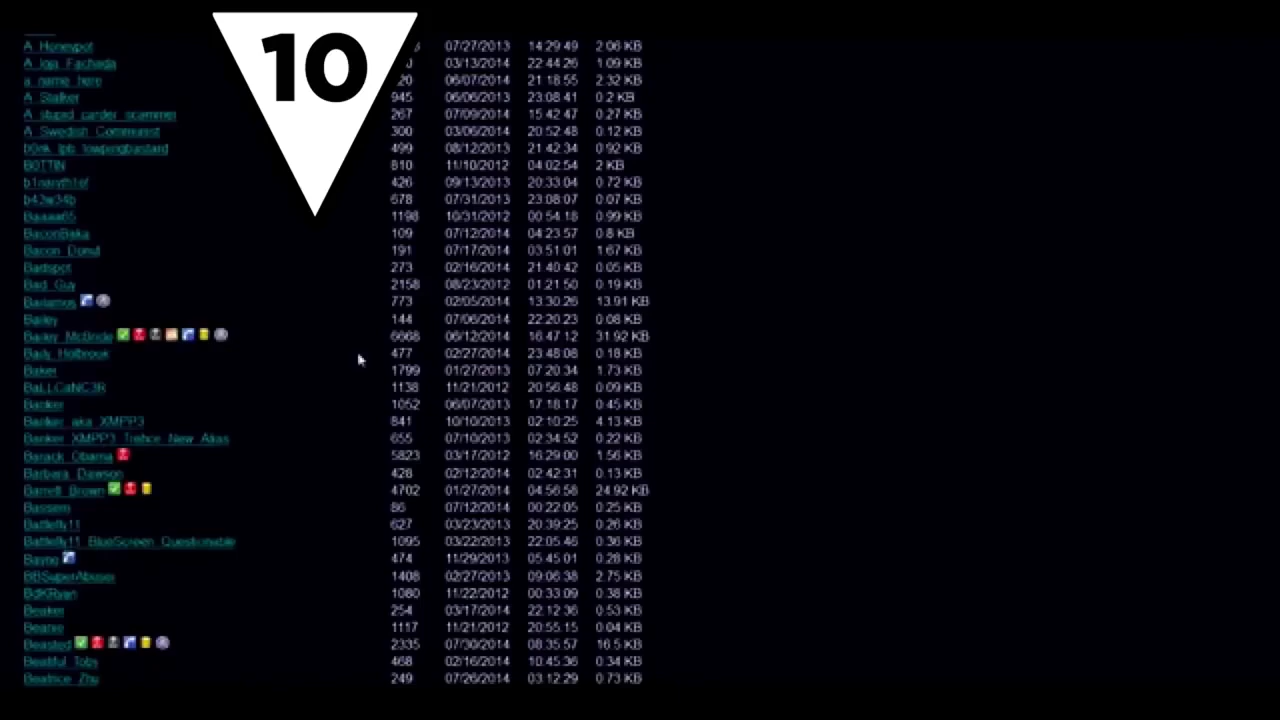 10
A_Honeypot 07/27/2013 14:29:49 2.06 KB
A_loja_Fachada 03/13/2014 22:44:26 1.09 KB
a_name_here 07/2014 21:18:55 2.32 KB
A_Stalker 945 06/06/2013 23:08:41 0.2 KB
A_stupid_carder_scammer 267 07/09/2014 15:42:47 0.27 KB
A_Swedish_Communist 300 03/06/2014 20:52:48 0.12 KB
b0nk_lpb_lowpingbastard 499 08/12/2013 21:42:34 0.92 KB
B0TTIN 810 11/10/2012 04:02:54 2 KB
426 09/13/2013 20:33:04 0.72 KB
b43w34b 678 07/31/2013 23:08:07 0.07 KB
1198 10/31/2012 00:54:18 0.99 KB
BaconBaka 109 07/12/2014 04:23:57 0.8 KB
Bacon_Donut 191 07/17/2014 03:51:01 1.67 KB
Badspot 273 02/16/2014 21:40:42 0.05 KB
Bad_Guy 2158 08/23/2012 01:21:50 0.19 KB
773 02/05/2014 13:30:26 13.91 KB
Bailey 144 07/06/2014 22:20:23 0.08 KB
Bailey_McBride 6668 06/12/2014 16:47:12 31.92 KB
477 02/27/2014 23:48:08 0.18 KB
Baker 1799 01/27/2013 07:20:34 1.73 KB
BaLLCaNC3R 1138 11/21/2012 20:56:48 0.09 KB
Banker 1052 06/07/2013 17:18:17 0.45 KB
Banker_aka_XMPP3 841 10/10/2013 02:10:25 4.13 KB
655 07/10/2013 02:34:52 0.22 KB
Barack_Obama 5823 03/17/2012 16:29:00 1.56 KB
Barbara_Dawson 428 02/12/2014 02:42:31 0.13 KB
Barrett_Brown 4702 01/27/2014 04:56:58 24.92 KB
Bassem 86 07/12/2014 00:22:05 0.25 KB
Battlefly11 627 03/23/2013 20:39:25 0.26 KB
Battlefly11_BlueScreen_Questionable 1095 03/22/2013 22:05:46 0.36 KB
Bayne 474 11/29/2013 05:45:01 0.28 KB
BBSuperAbuser 1408 02/27/2013 09:06:38 2.75 KB
BdKRyan 1080 11/22/2012 00:33:09 0.38 KB
Beaker 254 03/17/2014 22:12:36 0.53 KB
Beanie 1117 11/21/2012 20:55:15 0.04 KB
Beasted 2335 07/30/2014 08:35:57 16.5 KB
Beatiful_Toby 468 02/16/2014 10:45:36 0.34 KB
Beatrice_Zhu 249 07/26/2014 03:12:29 0.73 KB